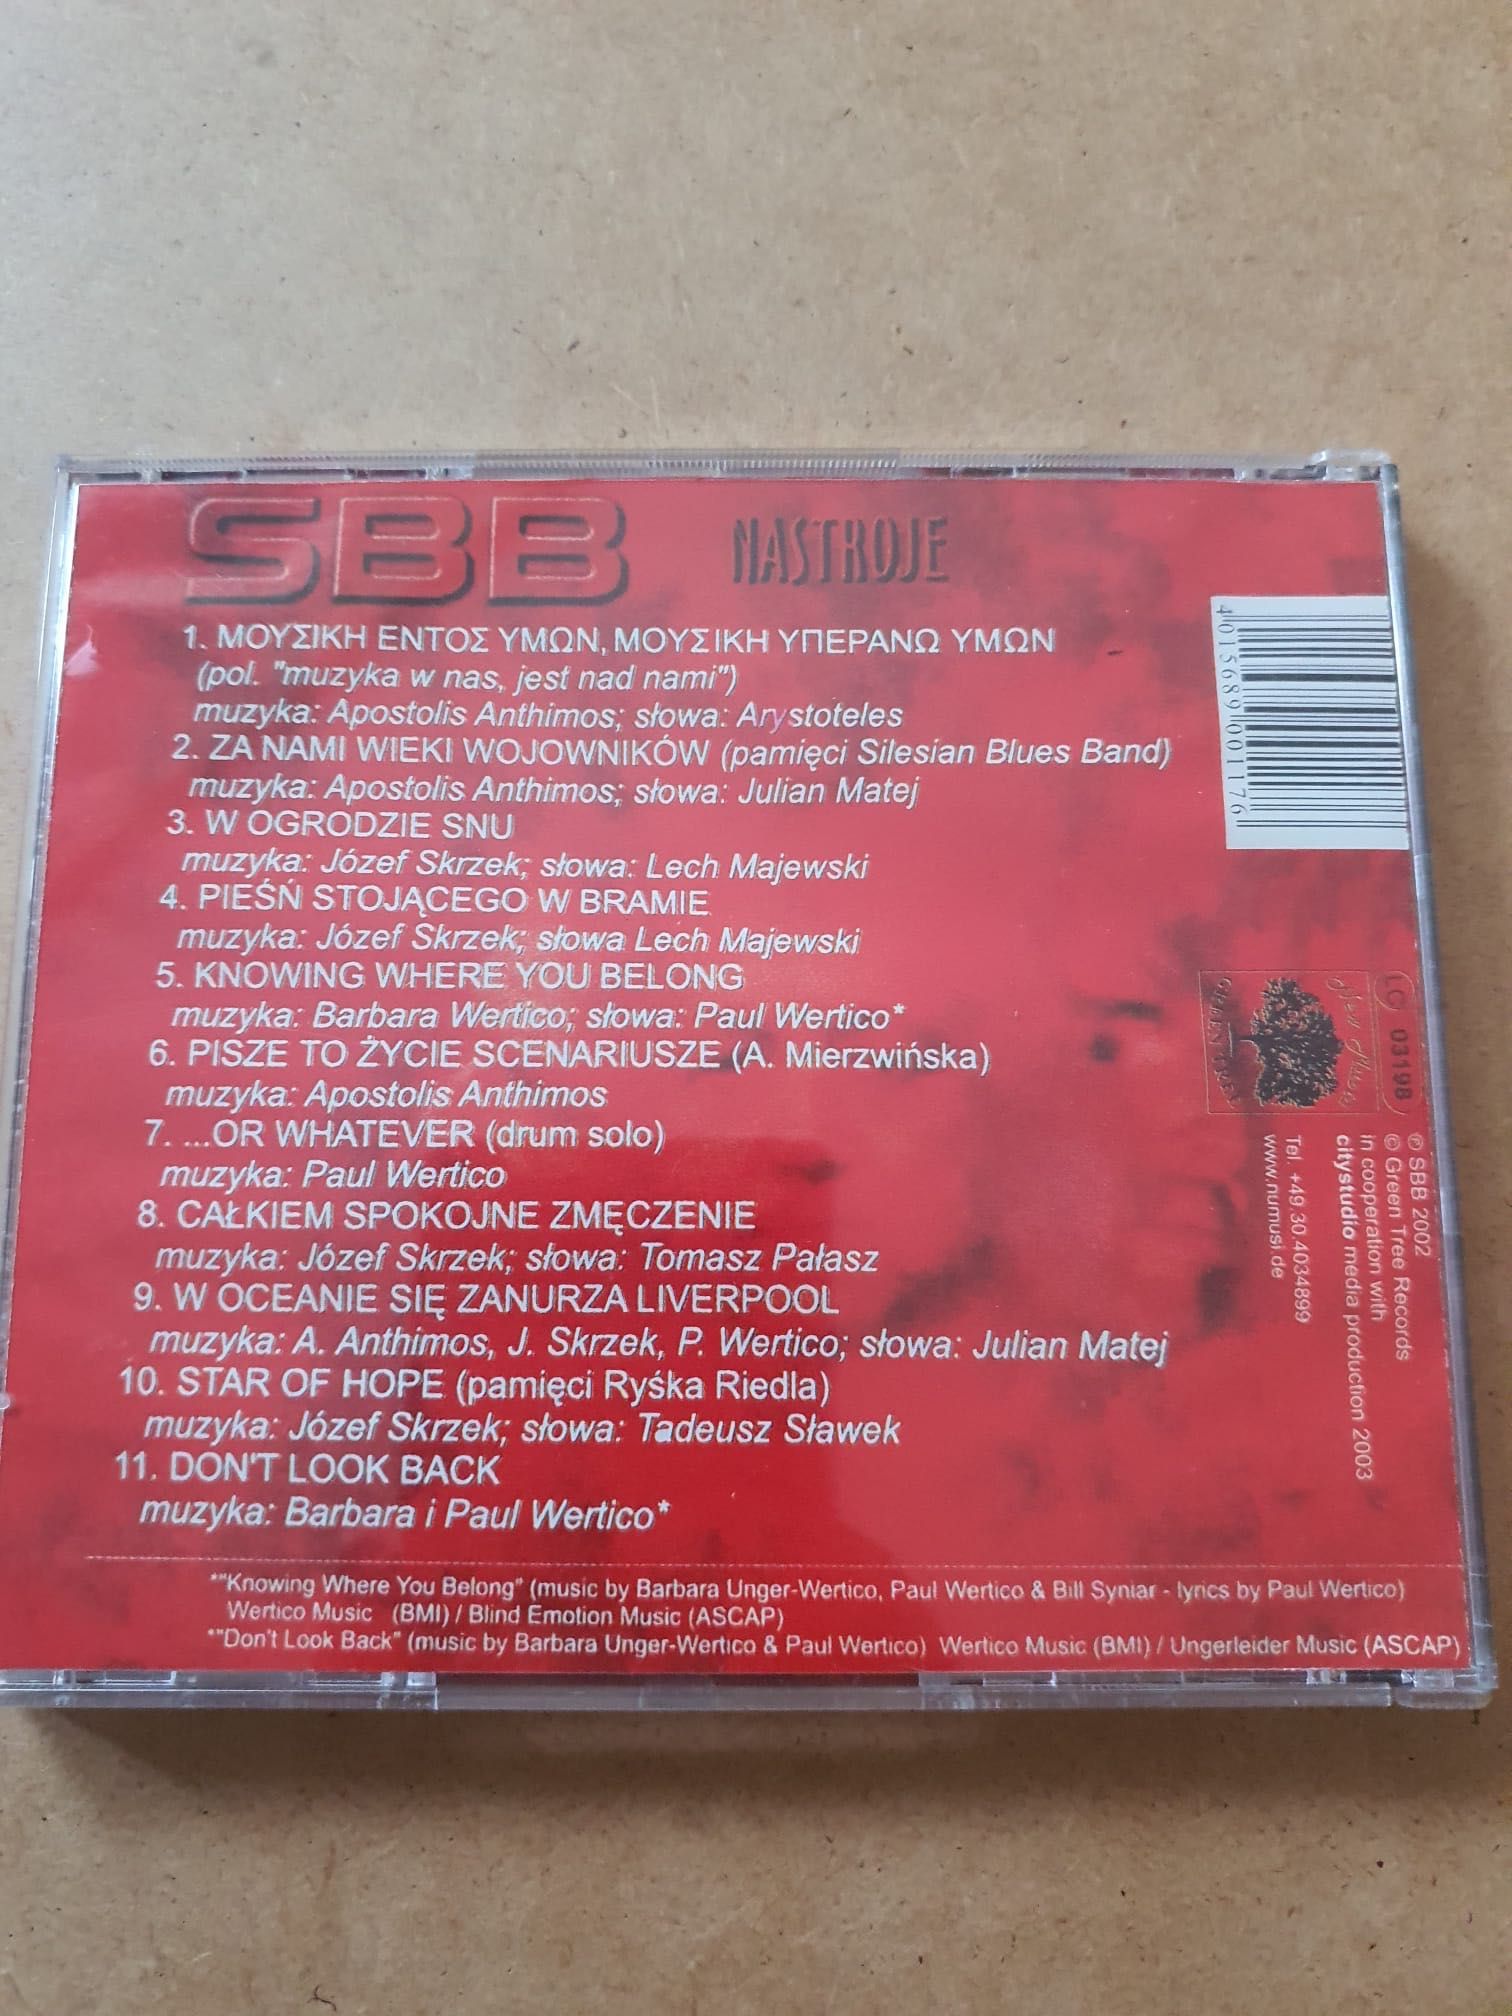 SBB
NASTROJE
1. ΜΟΥΣΙΚΗ ΕΝΤΟΣ ΥΜΩΝ, ΜΟΥΣΙΚΗ ΥΠΕΡΑΝΩ ΥΜΩΝ
(pol. "muzyka w nas, jest nad nami")
muzyka: Apostolis Anthimos; słowa: Arystoteles
2. ZA NAMI WIEKI WOJOWNIKÓW (pamięci Silesian Blues Band)
muzyka: Apostolis Anthimos; słowa: Julian Matej
3. W OGRODZIE SNU
muzyka: Józef Skrzek; słowa: Lech Majewski
4. PIEŚŃ STOJĄCEGO W BRAMIE
muzyka: Józef Skrzek; słowa Lech Majewski
5. KNOWING WHERE YOU BELONG
muzyka: Barbara Wertico; słowa: Paul Wertico*
6. PISZE TO ŻYCIE SCENARIUSZE (A. Mierzwińska)
muzyka: Apostolis Anthimos
7. ...OR WHATEVER (drum solo)
muzyka: Paul Wertico
8. CAŁKIEM SPOKOJNE ZMĘCZENIE
muzyka: Józef Skrzek; słowa: Tomasz Pałasz
9. W OCEANIE SIĘ ZANURZA LIVERPOOL
muzyka: A. Anthimos, J. Skrzek, P. Wertico; słowa: Julian Matej
10. STAR OF HOPE (pamięci Ryśka Riedla)
muzyka: Józef Skrzek; słowa: Tadeusz Sławek
11. DON'T LOOK BACK
muzyka: Barbara i Paul Wertico*
*"Knowing Where You Belong" (music by Barbara Unger-Wertico, Paul Wertico & Bill Syniar - lyrics by Paul Wertico)
Wertico Music (BMI) / Blind Emotion Music (ASCAP)
*"Don't Look Back" (music by Barbara Unger-Wertico & Paul Wertico) Wertico Music (BMI) / Ungerleider Music (ASCAP)
4 015689 001176
LC 03198
New Music
℗ SBB 2002
© Green Tree Records
in cooperation with
citystudio media production 2003
Tel. +49.30.4034899
www.numusi.de